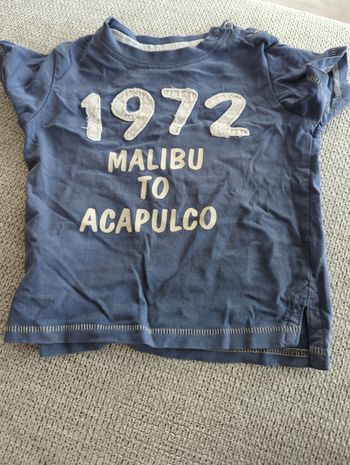 1972
MALIBU
TO
ACAPULCO